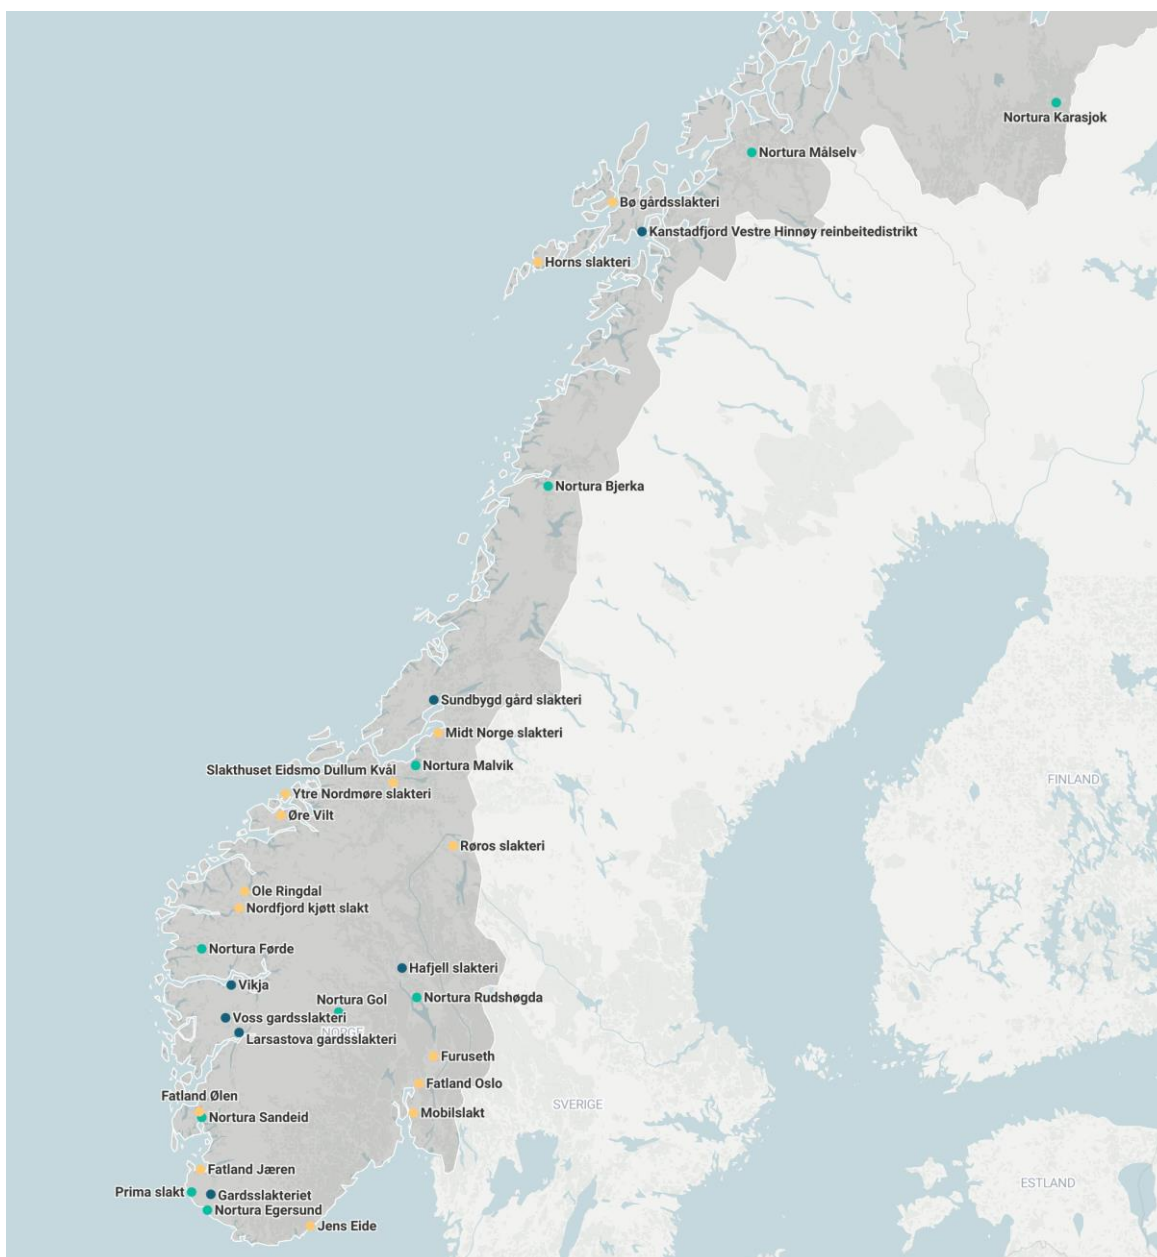 Nortura Karasjok
Nortura Målselv
Bø gårdsslakteri
Kanstadfjord Vestre Hinnøy reinbeitedistrikt
Horns slakteri
Nortura Bjerka
Sundbygd gård slakteri
Midt Norge slakteri
Nortura Malvik
Slakthuset Eidsmo Dullum Kvål
FINLAND
Ytre Nordmøre slakteri
Øre Vilt
Røros slakteri
Ole Ringdal
Nordfjord kjøtt slakt
Nortura Førde
Hafjell slakteri
Vikja
Nortura Rudshøgda
Nortura Gol
Voss gardsslakteri
NORGE
Larsastova gardsslakteri
Furuseth
Fatland Oslo
Fatland Ølen
SVERIGE
Mobilslakt
Nortura Sandeid
Fatland Jæren
ESTLAND
Prima slakt
Gardsslakteriet
Nortura Egersund
Jens Eide